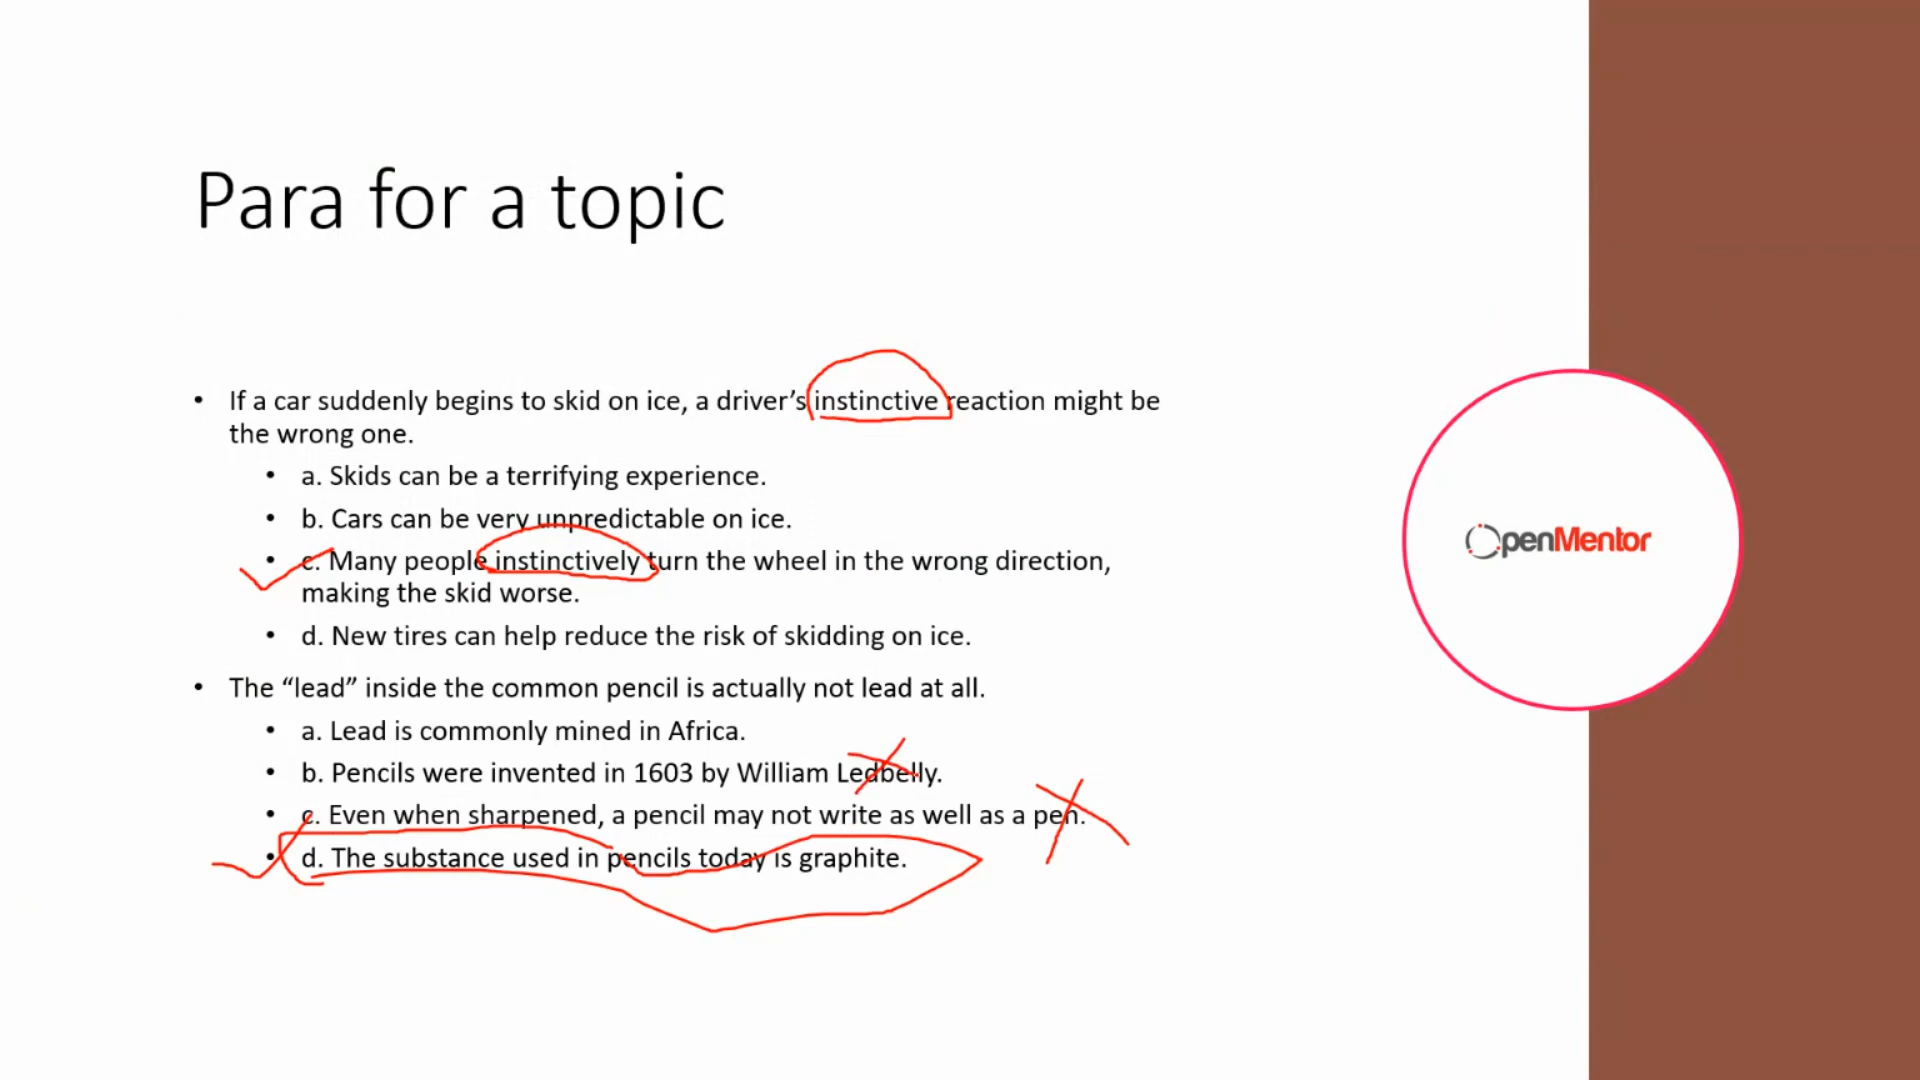 Para for a topic
• If a car suddenly begins to skid on ice, a driver’s instinctive reaction might be
the wrong one.
• a. Skids can be a terrifying experience.
• b. Cars can be very unpredictable on ice.
• c. Many people instinctively turn the wheel in the wrong direction,
making the skid worse.
• d. New tires can help reduce the risk of skidding on ice.
• The “lead” inside the common pencil is actually not lead at all.
• a. Lead is commonly mined in Africa.
• b. Pencils were invented in 1603 by William Ledbelly.
• c. Even when sharpened, a pencil may not write as well as a pen.
• d. The substance used in pencils today is graphite.
OpenMentor